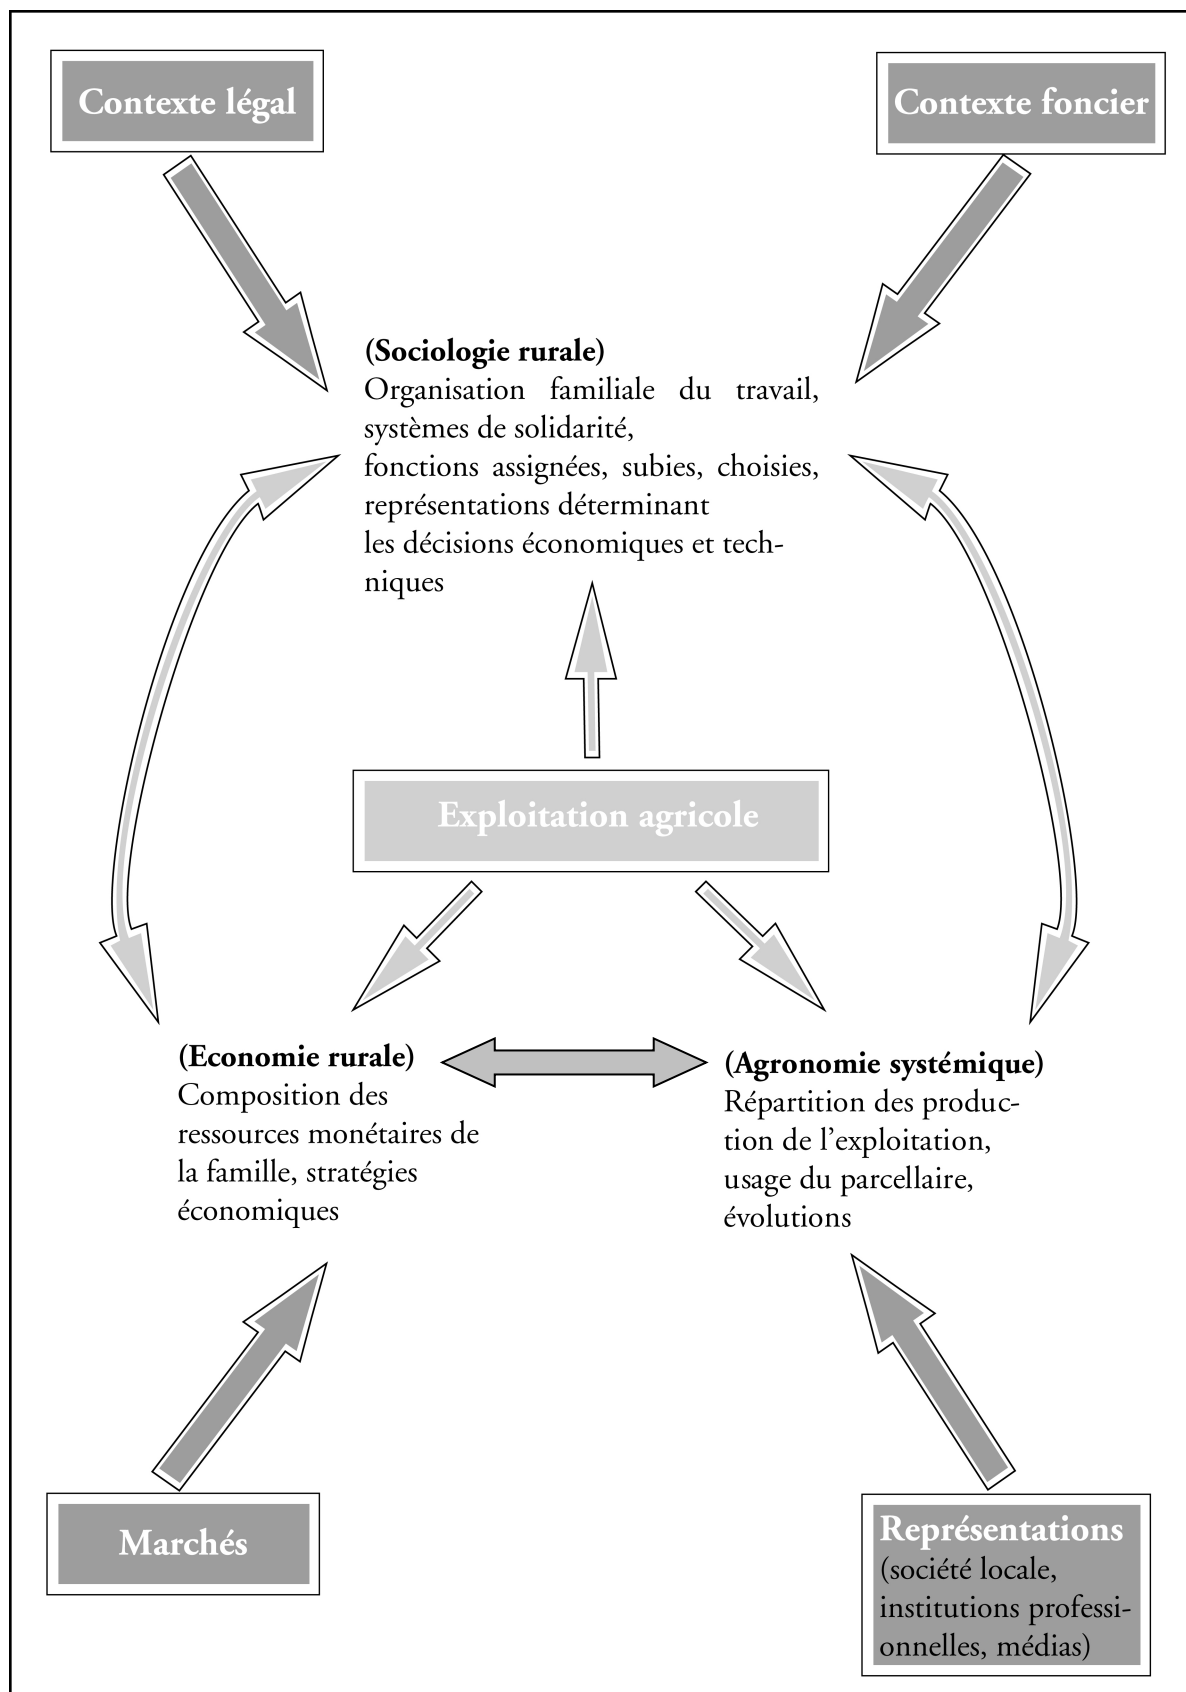 Contexte légal
Contexte foncier
(Sociologie rurale)
Organisation familiale du travail,
systèmes de solidarité,
fonctions assignées, subies, choisies,
représentations déterminant
les décisions économiques et tech-
niques
Exploitation agricole
(Economie rurale)
Composition des
ressources monétaires de
la famille, stratégies
économiques
(Agronomie systémique)
Répartition des produc-
tion de l’exploitation,
usage du parcellaire,
évolutions
Marchés
Représentations
(société locale,
institutions professi-
onnelles, médias)